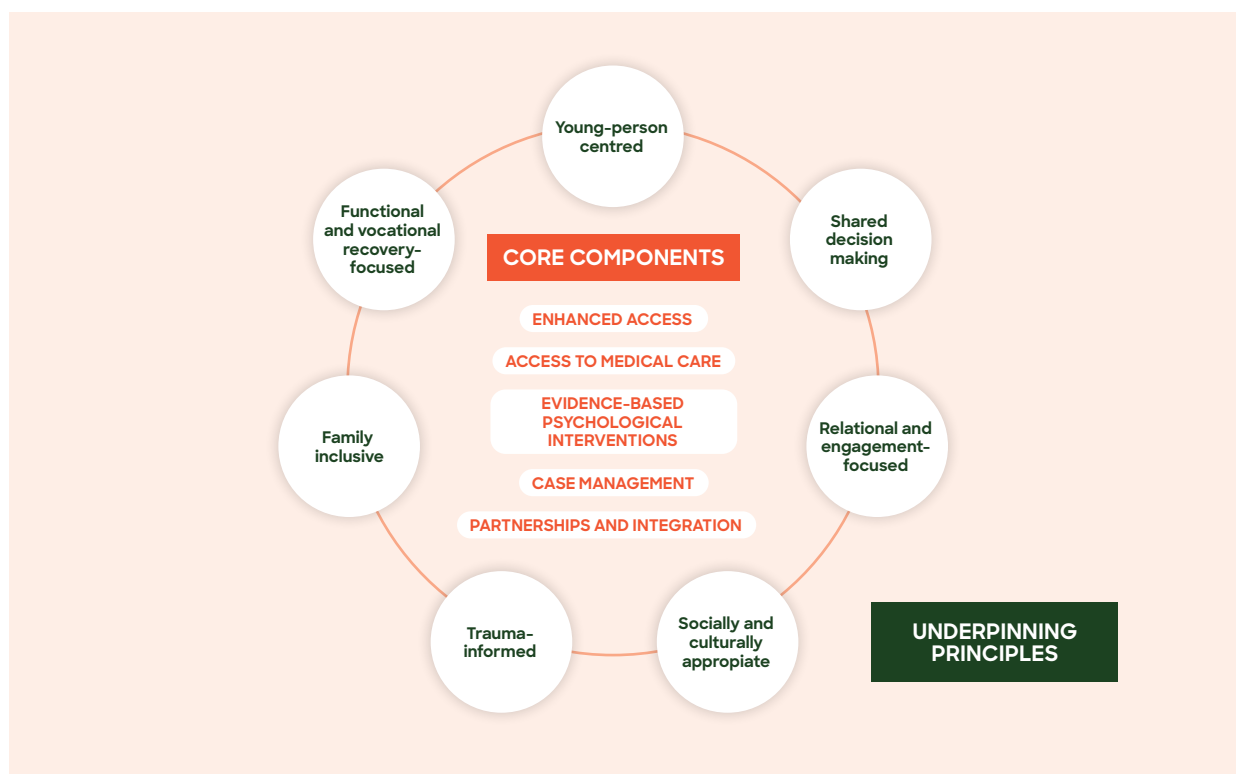 Young-person
centred
Functional
and vocational
recovery-
focused
Shared
decision
making
CORE COMPONENTS
ENHANCED ACCESS
ACCESS TO MEDICAL CARE
EVIDENCE-BASED
PSYCHOLOGICAL
INTERVENTIONS
CASE MANAGEMENT
PARTNERSHIPS AND INTEGRATION
Family
inclusive
Relational and
engagement-
focused
Trauma-
informed
Socially and
culturally
appropiate
UNDERPINNING
PRINCIPLES